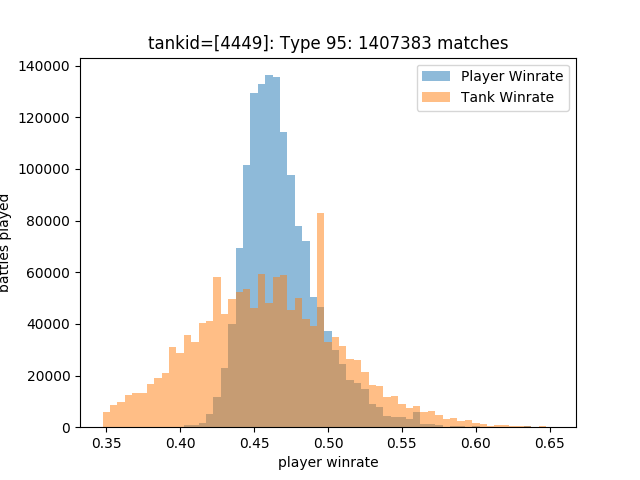 tankid=[4449]: Type 95: 1407383 matches
140000
120000
100000
80000
60000
40000
20000
0
battles played
Player Winrate
Tank Winrate
0.35 0.40 0.45 0.50 0.55 0.60 0.65
player winrate